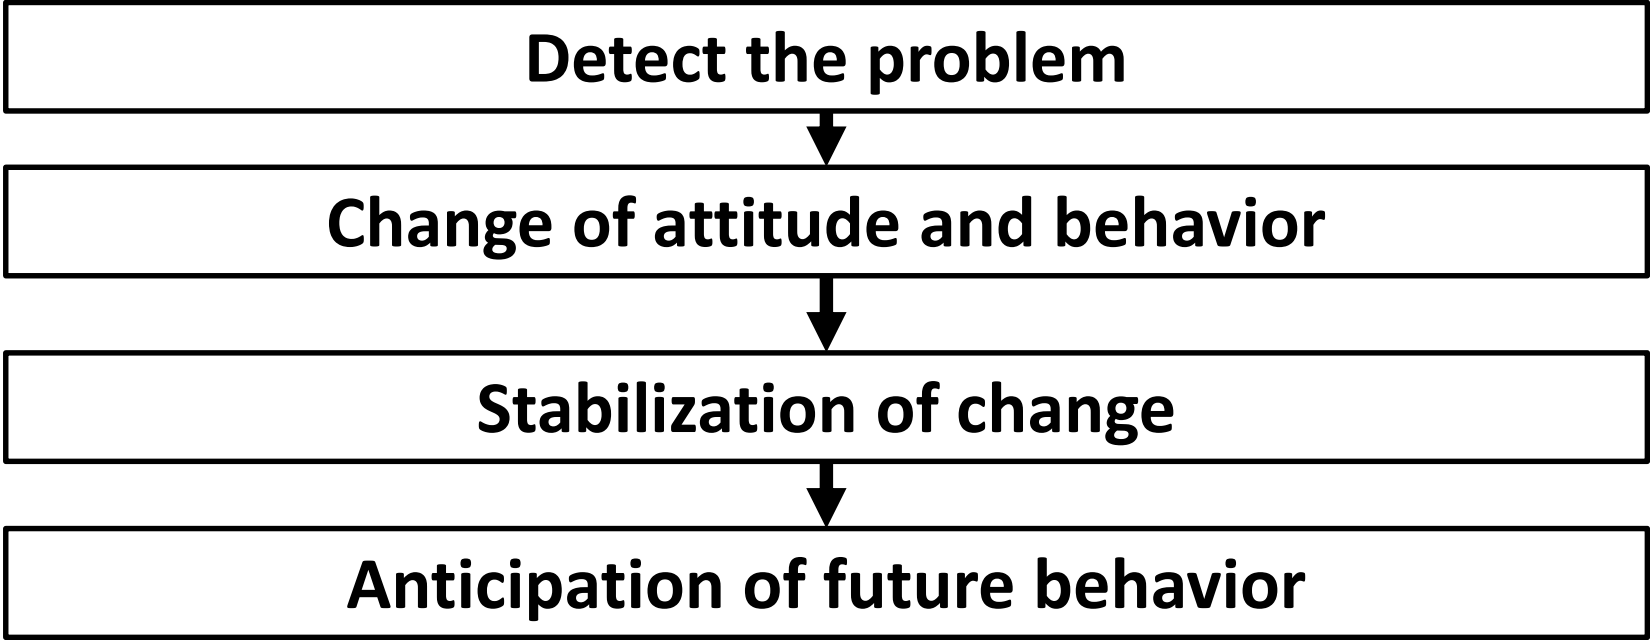 Detect the problem
Change of attitude and behavior
Stabilization of change
Anticipation of future behavior